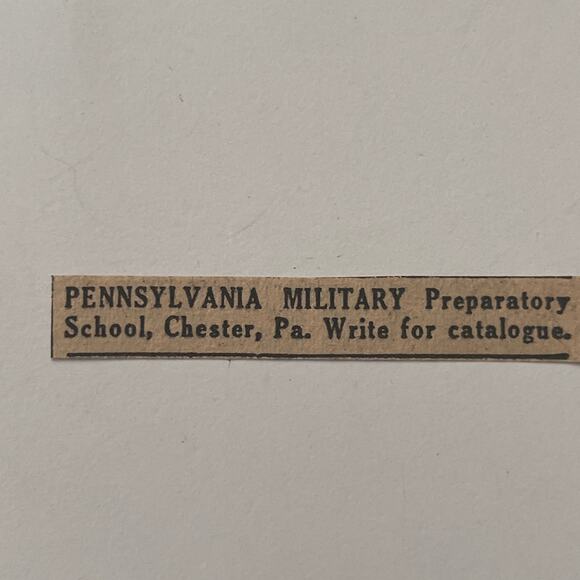 PENNSYLVANIA MILITARY Preparatory
School, Chester, Pa. Write for catalogue.